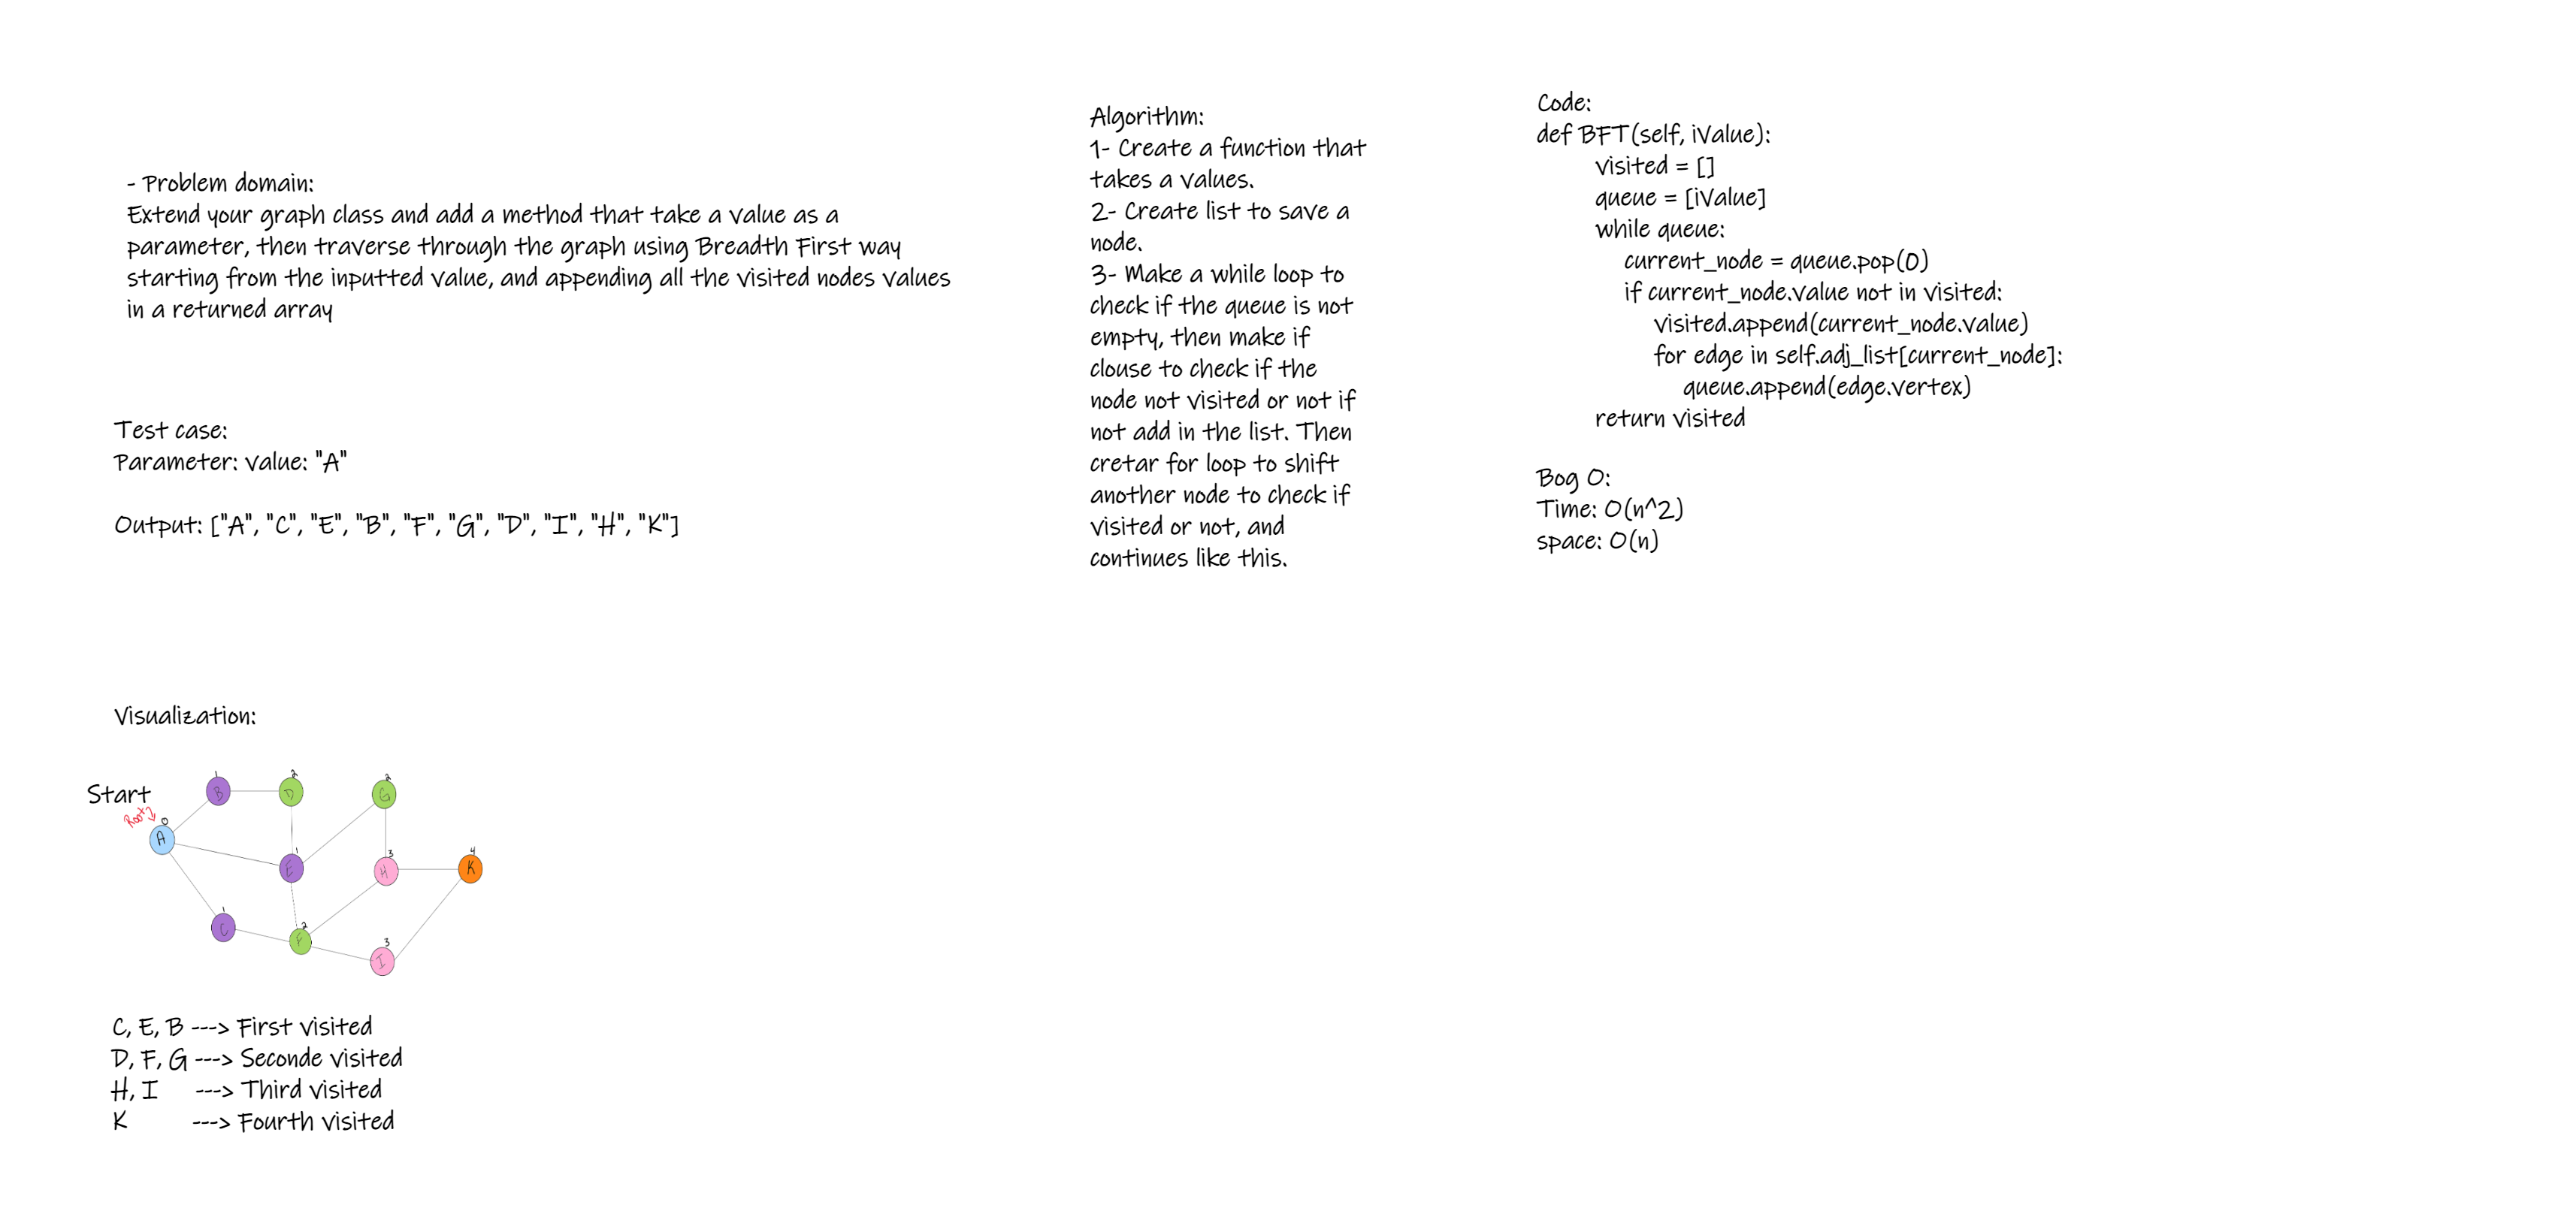 - Problem domain:
Extend your graph class and add a method that take a value as a
parameter, then traverse through the graph using Breadth First way
starting from the inputted value, and appending all the visited nodes values
in a returned array
Test case:
Parameter: value: "A"
Output: ["A", "C", "E", "B", "F", "G", "D", "I", "H", "K"]
Visualization:
Start
Root
0
A
1
B
2
D
2
G
1
E
3
H
4
K
1
C
2
F
3
I
C, E, B ---> First visited
D, F, G ---> Seconde visited
H, I ---> Third visited
K ---> Fourth visited
Algorithm:
1- Create a function that
takes a values.
2- Create list to save a
node.
3- Make a while loop to
check if the queue is not
empty, then make if
clouse to check if the
node not visited or not if
not add in the list. Then
cretar for loop to shift
another node to check if
visited or not, and
continues like this.
Code:
def BFT(self, iValue):
visited = []
queue = [iValue]
while queue:
current_node = queue.pop(0)
if current_node.value not in visited:
visited.append(current_node.value)
for edge in self.adj_list[current_node]:
queue.append(edge.vertex)
return visited
Bog O:
Time: O(n^2)
space: O(n)